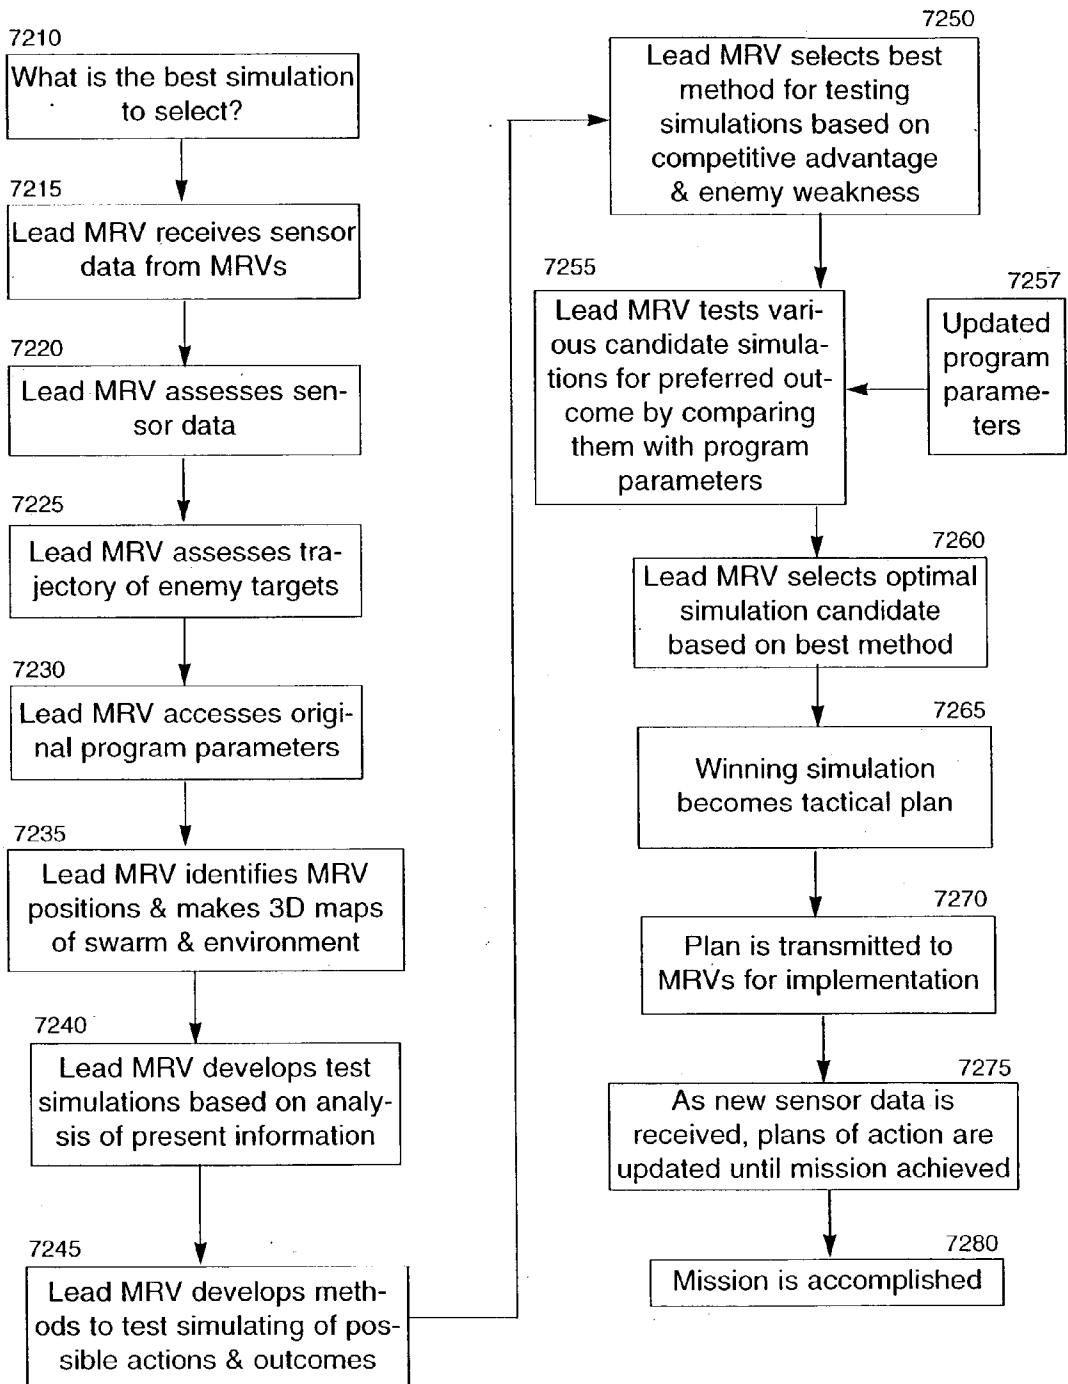 7210
What is the best simulation
to select?
7215
Lead MRV receives sensor
data from MRVs
7220
Lead MRV assesses sen-
sor data
7225
Lead MRV assesses tra-
jectory of enemy targets
7230
Lead MRV accesses origi-
nal program parameters
7235
Lead MRV identifies MRV
positions & makes 3D maps
of swarm & environment
7240
Lead MRV develops test
simulations based on analy-
sis of present information
7245
Lead MRV develops meth-
ods to test simulating of pos-
sible actions & outcomes
7250
Lead MRV selects best
method for testing
simulations based on
competitive advantage
& enemy weakness
7255
Lead MRV tests vari-
ous candidate simula-
tions for preferred out-
come by comparing
them with program
parameters
7257
Updated
program
parame-
ters
7260
Lead MRV selects optimal
simulation candidate
based on best method
7265
Winning simulation
becomes tactical plan
7270
Plan is transmitted to
MRVs for implementation
7275
As new sensor data is
received, plans of action are
updated until mission achieved
7280
Mission is accomplished